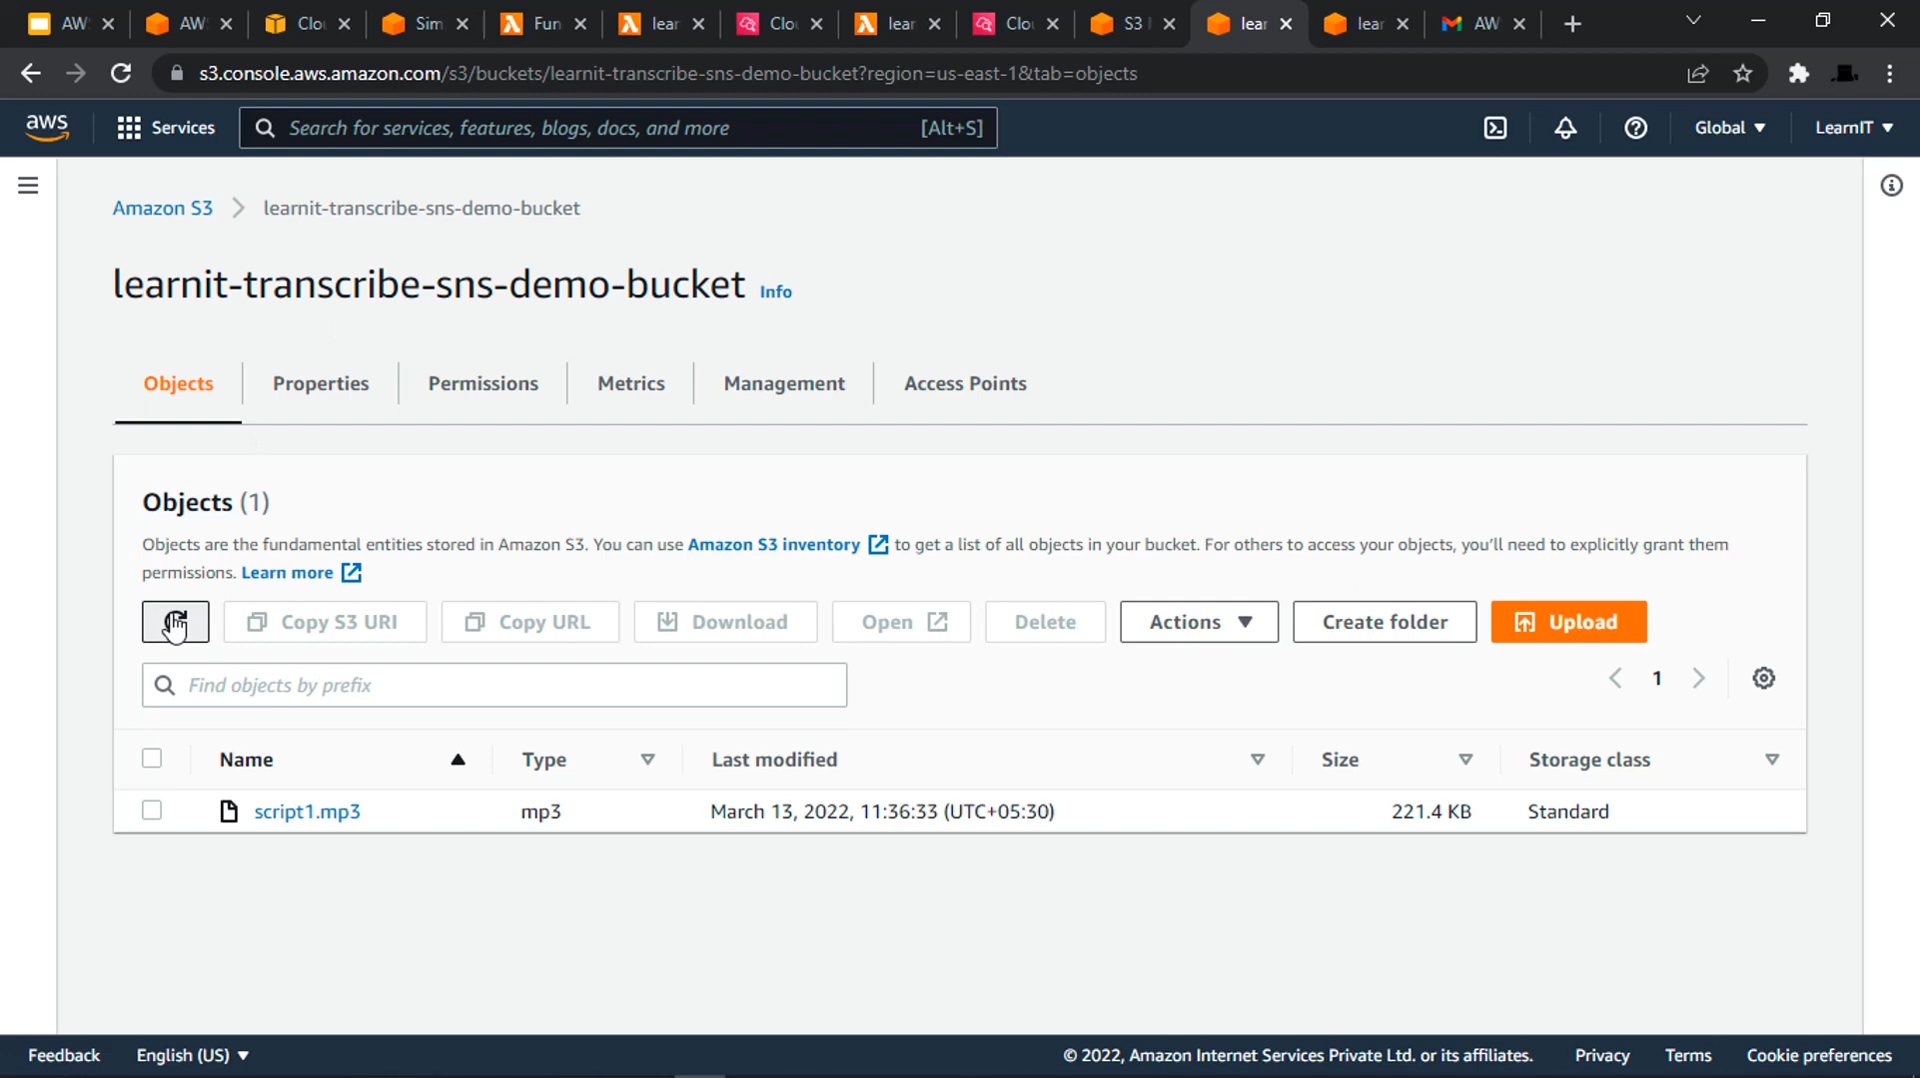 AW
AW
Clo
Sim
Fun
lear
Clo
lear
Clo
S3
lear
lear
AW
s3.console.aws.amazon.com/s3/buckets/learnit-transcribe-sns-demo-bucket?region=us-east-1&tab=objects
aws
Services
Search for services, features, blogs, docs, and more
[Alt+S]
Global
LearnIT
Amazon S3
learnit-transcribe-sns-demo-bucket
learnit-transcribe-sns-demo-bucket Info
Objects
Properties
Permissions
Metrics
Management
Access Points
Objects (1)
Objects are the fundamental entities stored in Amazon S3. You can use Amazon S3 inventory to get a list of all objects in your bucket. For others to access your objects, you'll need to explicitly grant them
permissions. Learn more
Copy S3 URI
Copy URL
Download
Open
Delete
Actions
Create folder
Upload
Find objects by prefix
1
Name
Type
Last modified
Size
Storage class
script1.mp3
mp3
March 13, 2022, 11:36:33 (UTC+05:30)
221.4 KB
Standard
Feedback
English (US)
© 2022, Amazon Internet Services Private Ltd. or its affiliates.
Privacy
Terms
Cookie preferences